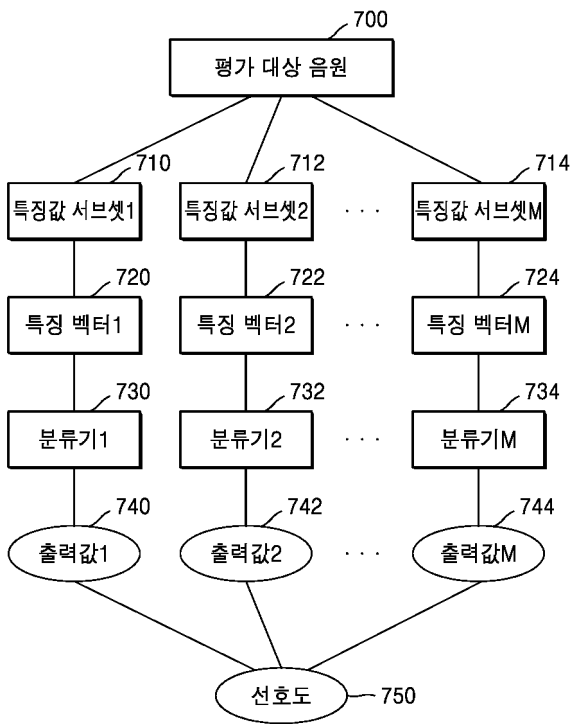 700
평가 대상 음원
710
712
714
특징값 서브셋1
특징값 서브셋2
· · ·
특징값 서브셋M
720
722
724
특징 벡터1
특징 벡터2
· · ·
특징 벡터M
730
732
734
분류기1
분류기2
· · ·
분류기M
740
742
744
출력값1
출력값2
· · ·
출력값M
선호도
750